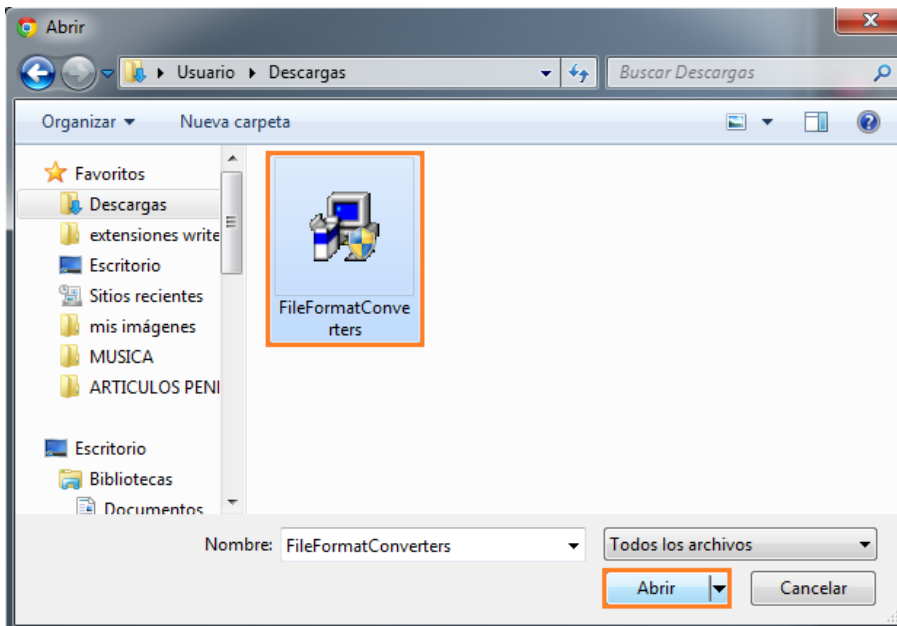 Abrir
Usuario Descargas
Buscar Descargas
Organizar
Nueva carpeta
Favoritos
Descargas
extensiones write
Escritorio
Sitios recientes
mis imágenes
MUSICA
ARTICULOS PENI
Escritorio
Bibliotecas
Documentos
FileFormatConve
rters
Nombre: FileFormatConverters
Todos los archivos
Abrir
Cancelar